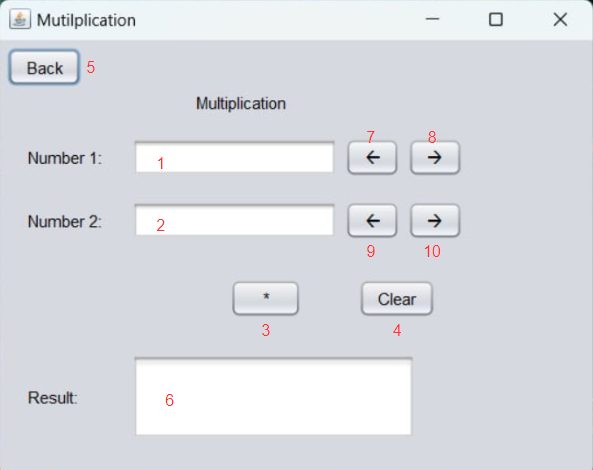 Mutilplication
Back 5
Multiplication
7 8
Number 1: 1 ← →
Number 2: 2 ← →
9 10
* Clear
3 4
Result: 6